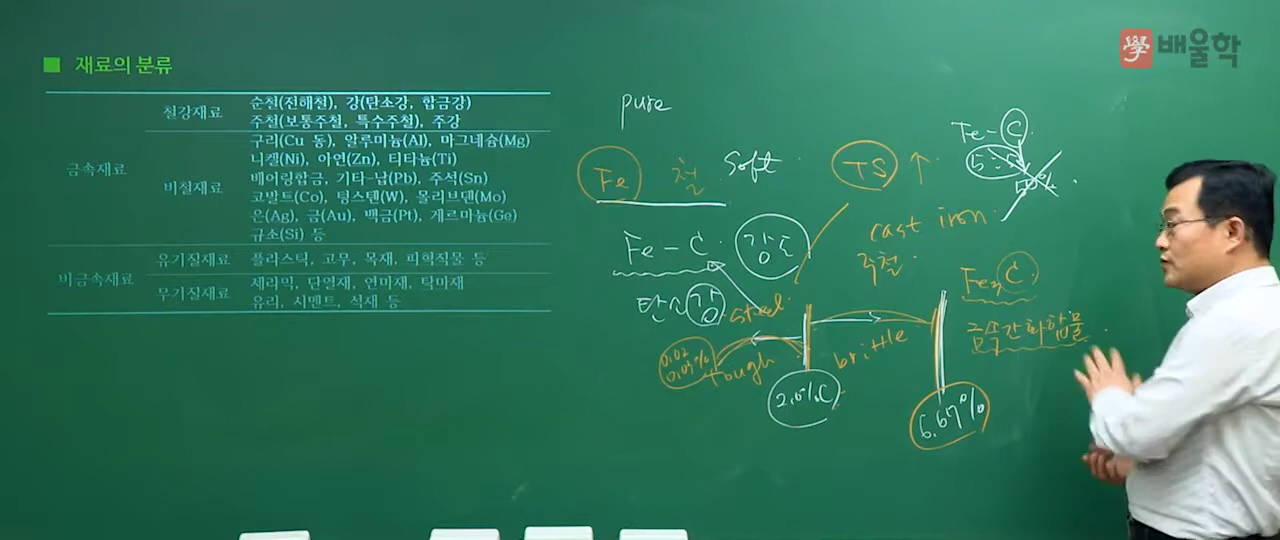 學 배울학
■ 재료의 분류
금속재료
철강재료
순철(전해철), 강(탄소강, 합금강)
주철(보통주철, 특수주철), 주강
비철재료
구리(Cu 동), 알루미늄(Al), 마그네슘(Mg)
니켈(Ni), 아연(Zn), 티타늄(Ti)
베어링합금, 기타-납(Pb), 주석(Sn)
코발트(Co), 텅스텐(W), 몰리브덴(Mo)
은(Ag), 금(Au), 백금(Pt), 게르마늄(Ge)
규소(Si) 등
비금속재료
유기질재료
플라스틱, 고무, 목재, 피혁직물 등
무기질재료
세라믹, 단열재, 연마재, 탁마재
유리, 시멘트, 석재 등
pure
Fe 철 Soft
TS ↑
Fe-C
Fe-C 강도
cast iron
주철
탄소강 steel
Fe3C
금속간화합물
tough
brittle
2.0%C
6.67%